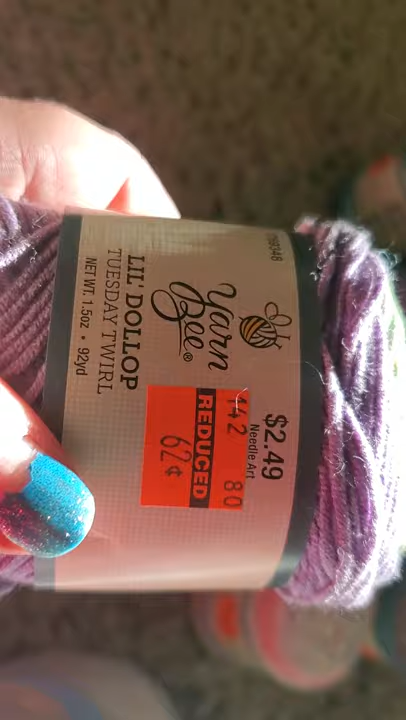 Yarn
Bee®
LIL' DOLLOP
TUESDAY TWIRL
NET WT. 1.5oz • 92yd
$2.49
Needle Art
442 80
REDUCED
62¢